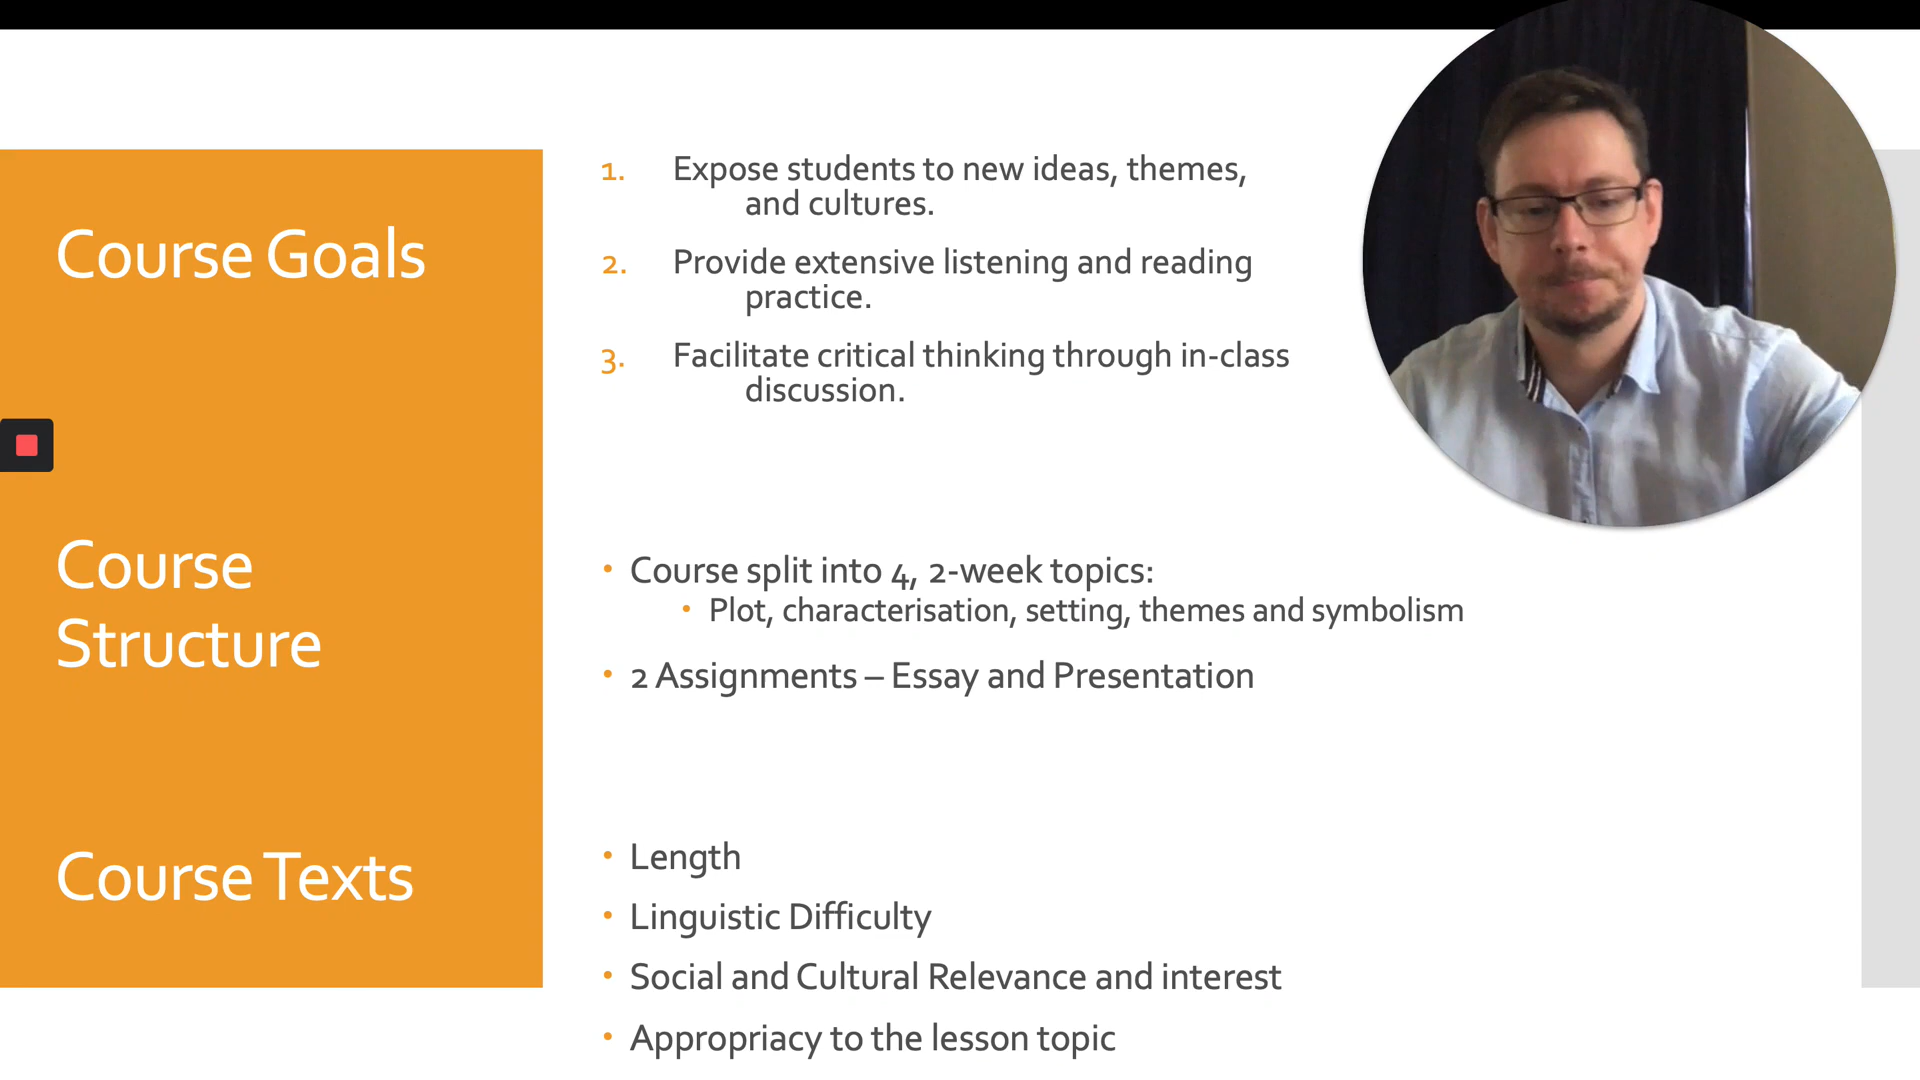 Course Goals
1. Expose students to new ideas, themes,
and cultures.
2. Provide extensive listening and reading
practice.
3. Facilitate critical thinking through in-class
discussion.
Course
Structure
• Course split into 4, 2-week topics:
• Plot, characterisation, setting, themes and symbolism
• 2 Assignments – Essay and Presentation
Course Texts
• Length
• Linguistic Difficulty
• Social and Cultural Relevance and interest
• Appropriacy to the lesson topic